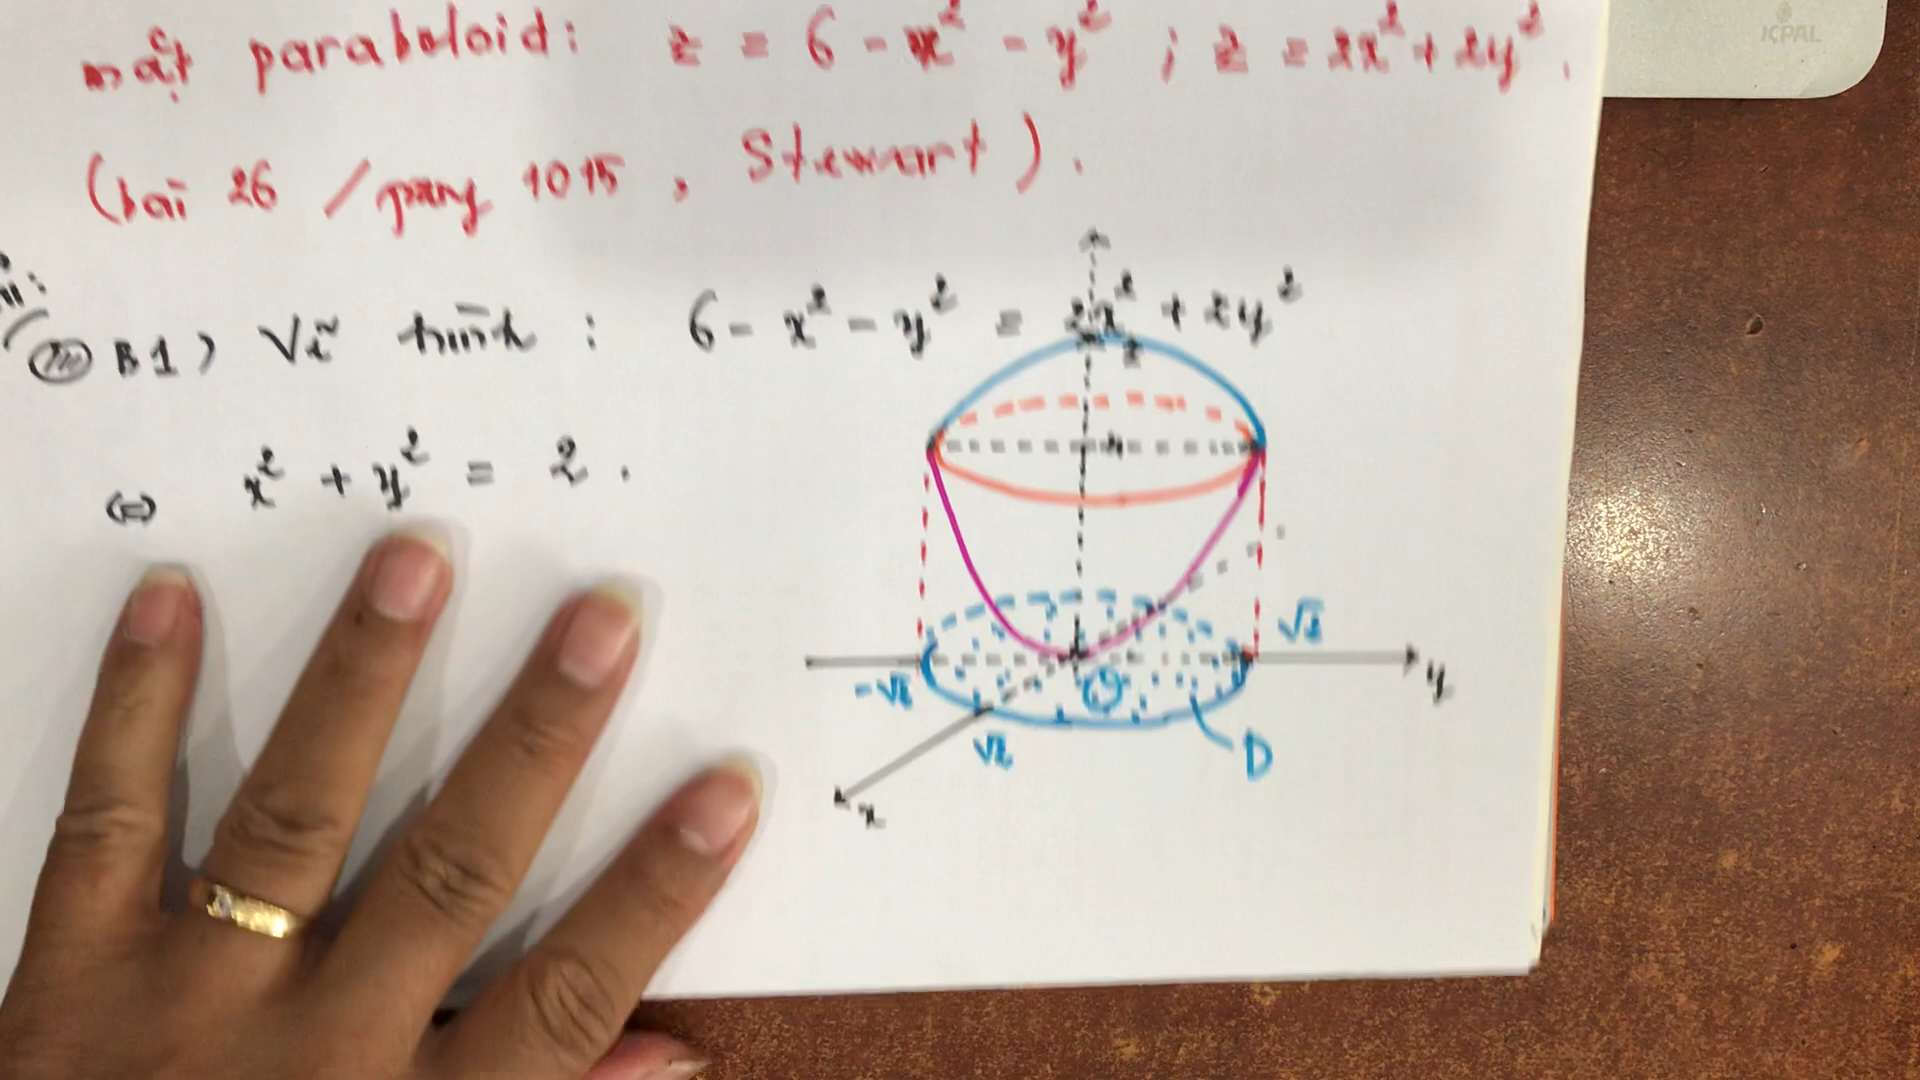 mặt paraboloid: z = 6 - x² - y² ; z = 2x² + 2y².
(bài 26 / trang 1015, Stewart).
B1) Vẽ hình : 6 - x² - y² = 2x² + 2y²
z
⇔ x² + y² = 2.
√2
y
-√2
O
√2
D
x